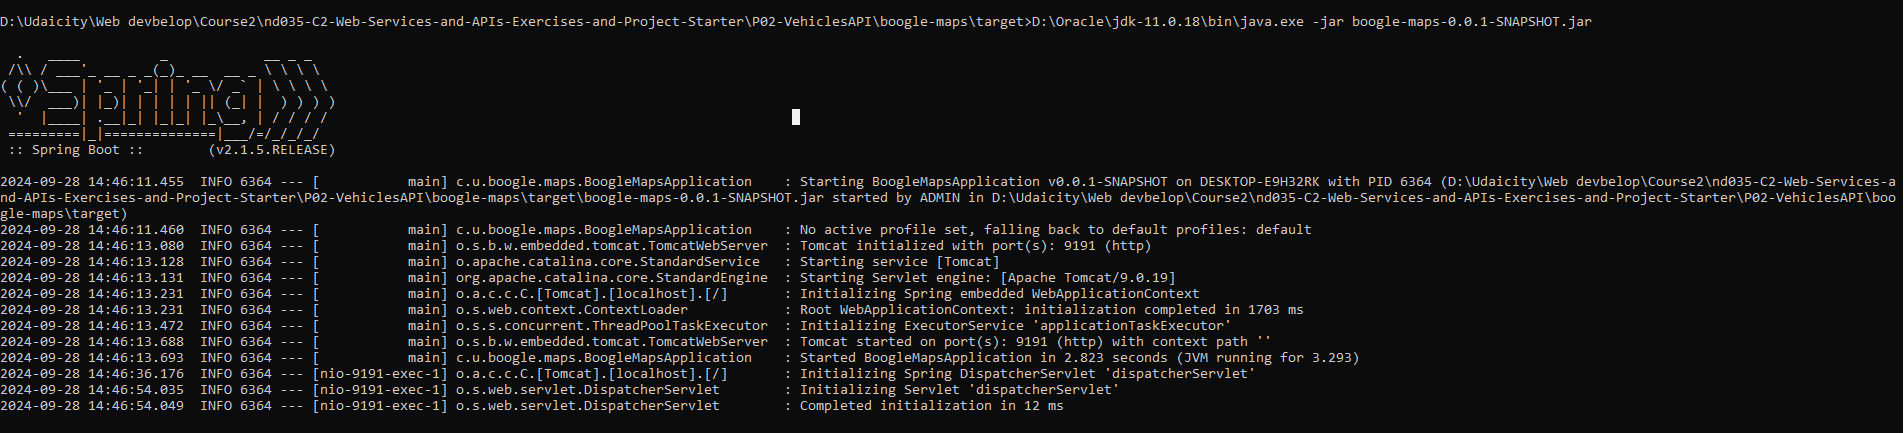 D:\Udaicity\Web devbelop\Course2\nd035-C2-Web-Services-and-APIs-Exercises-and-Project-Starter\P02-VehiclesAPI\boogle-maps\target>D:\Oracle\jdk-11.0.18\bin\java.exe -jar boogle-maps-0.0.1-SNAPSHOT.jar
  .   ____          _            __ _ _
 /\\ / ___'_ __ _ _(_)_ __  __ _ \ \ \ \
( ( )\___ | '_ | '_| | '_ \/ _` | \ \ \ \
 \\/  ___)| |_)| | | | | || (_| |  ) ) ) )
  '  |____| .__|_| |_|_| |_\__, | / / / /
 =========|_|==============|___/=/_/_/_/
 :: Spring Boot ::        (v2.1.5.RELEASE)
2024-09-28 14:46:11.455  INFO 6364 --- [           main] c.u.boogle.maps.BoogleMapsApplication    : Starting BoogleMapsApplication v0.0.1-SNAPSHOT on DESKTOP-E9H32RK with PID 6364 (D:\Udaicity\Web devbelop\Course2\nd035-C2-Web-Services-a
nd-APIs-Exercises-and-Project-Starter\P02-VehiclesAPI\boogle-maps\target\boogle-maps-0.0.1-SNAPSHOT.jar started by ADMIN in D:\Udaicity\Web devbelop\Course2\nd035-C2-Web-Services-and-APIs-Exercises-and-Project-Starter\P02-VehiclesAPI\boo
gle-maps\target)
2024-09-28 14:46:11.460  INFO 6364 --- [           main] c.u.boogle.maps.BoogleMapsApplication    : No active profile set, falling back to default profiles: default
2024-09-28 14:46:13.080  INFO 6364 --- [           main] o.s.b.w.embedded.tomcat.TomcatWebServer  : Tomcat initialized with port(s): 9191 (http)
2024-09-28 14:46:13.128  INFO 6364 --- [           main] o.apache.catalina.core.StandardService   : Starting service [Tomcat]
2024-09-28 14:46:13.131  INFO 6364 --- [           main] org.apache.catalina.core.StandardEngine  : Starting Servlet engine: [Apache Tomcat/9.0.19]
2024-09-28 14:46:13.231  INFO 6364 --- [           main] o.a.c.c.C.[Tomcat].[localhost].[/]       : Initializing Spring embedded WebApplicationContext
2024-09-28 14:46:13.231  INFO 6364 --- [           main] o.s.web.context.ContextLoader            : Root WebApplicationContext: initialization completed in 1703 ms
2024-09-28 14:46:13.472  INFO 6364 --- [           main] o.s.s.concurrent.ThreadPoolTaskExecutor  : Initializing ExecutorService 'applicationTaskExecutor'
2024-09-28 14:46:13.688  INFO 6364 --- [           main] o.s.b.w.embedded.tomcat.TomcatWebServer  : Tomcat started on port(s): 9191 (http) with context path ''
2024-09-28 14:46:13.693  INFO 6364 --- [           main] c.u.boogle.maps.BoogleMapsApplication    : Started BoogleMapsApplication in 2.823 seconds (JVM running for 3.293)
2024-09-28 14:46:36.176  INFO 6364 --- [nio-9191-exec-1] o.a.c.c.C.[Tomcat].[localhost].[/]       : Initializing Spring DispatcherServlet 'dispatcherServlet'
2024-09-28 14:46:54.035  INFO 6364 --- [nio-9191-exec-1] o.s.web.servlet.DispatcherServlet        : Initializing Servlet 'dispatcherServlet'
2024-09-28 14:46:54.049  INFO 6364 --- [nio-9191-exec-1] o.s.web.servlet.DispatcherServlet        : Completed initialization in 12 ms